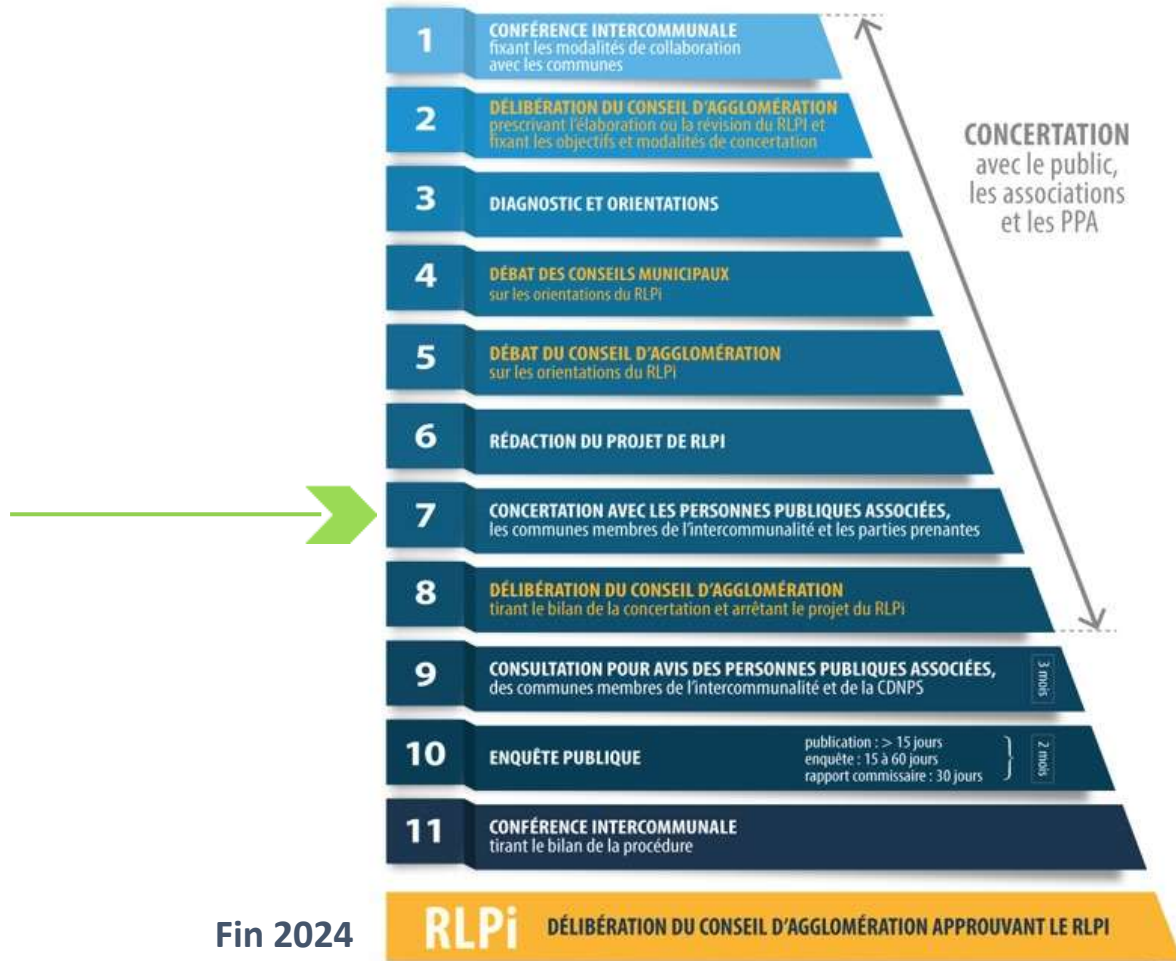 1
CONFÉRENCE INTERCOMMUNALE
fixant les modalités de collaboration
avec les communes
CONCERTATION
avec le public,
les associations
et les PPA
2
DÉLIBÉRATION DU CONSEIL D'AGGLOMÉRATION
prescrivant l'élaboration ou la révision du RLPI et
fixant les objectifs et modalités de concertation
3
DIAGNOSTIC ET ORIENTATIONS
4
DÉBAT DES CONSEILS MUNICIPAUX
sur les orientations du RLPi
5
DÉBAT DU CONSEIL D'AGGLOMÉRATION
sur les orientations du RLPi
6
RÉDACTION DU PROJET DE RLPI
7
CONCERTATION AVEC LES PERSONNES PUBLIQUES ASSOCIÉES,
les communes membres de l'intercommunalité et les parties prenantes
8
DÉLIBÉRATION DU CONSEIL D'AGGLOMÉRATION
tirant le bilan de la concertation et arrêtant le projet du RLPi
9
CONSULTATION POUR AVIS DES PERSONNES PUBLIQUES ASSOCIÉES,
des communes membres de l'intercommunalité et de la CDNPS
3 mois
10
ENQUÊTE PUBLIQUE
publication : > 15 jours
enquête : 15 à 60 jours
rapport commissaire : 30 jours
2 mois
11
CONFÉRENCE INTERCOMMUNALE
tirant le bilan de la procédure
Fin 2024
RLPi
DÉLIBÉRATION DU CONSEIL D'AGGLOMÉRATION APPROUVANT LE RLPI